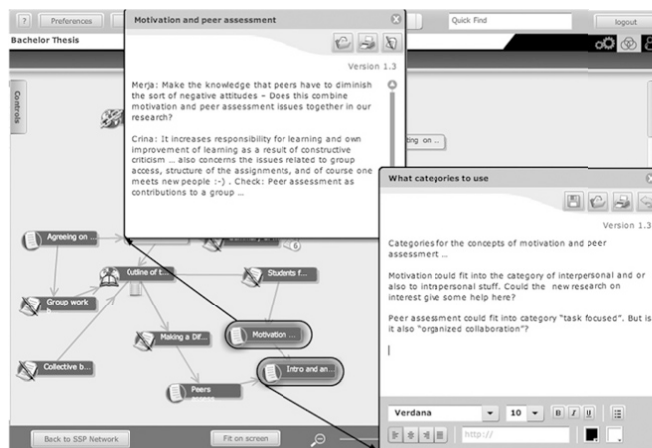 ?
Preferences
Quick Find
logout
Bachelor Thesis
Controls
Motivation and peer assessment
Version 1.3
Merja: Make the knowledge that peers have to diminish
the sort of negative attitudes – Does this combine
motivation and peer assessment issues together in our
research?
Crina: It increases responsibility for learning and own
improvement of learning as a result of constructive
criticism ... also concerns the issues related to group
access, structure of the assignments, and of course one
meets new people :-) . Check: Peer assessment as
contributions to a group ...
ting on ..
What categories to use
Version 1.3
Categories for the concepts of motivation and peer
assessmert ...
Motivation could fit into the category of interpersonal and or
also to intrapersonal stuff. Could the new research on
interest give some help here?
Peer assessment could fit into category "task focused". But is
it also "organized collaboration"?
Verdana
10
B I U
http://
Agreeing on ...
6
Outline of t...
Students f...
Group work
Making a Dif...
Motivation ...
Collective b...
Peers
Intro and an...
Back to SSP Network
Fit on screen